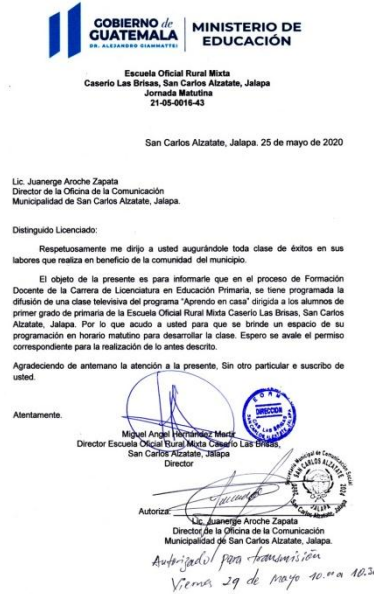 GOBIERNO de
GUATEMALA
DR. ALEJANDRO GIAMMATTEI
MINISTERIO DE
EDUCACIÓN
Escuela Oficial Rural Mixta
Caserío Las Brisas, San Carlos Alzatate, Jalapa
Jornada Matutina
21-05-0016-43
San Carlos Alzatate, Jalapa. 25 de mayo de 2020
Lic. Juanerge Aroche Zapata
Director de la Oficina de la Comunicación
Municipalidad de San Carlos Alzatate, Jalapa.
Distinguido Licenciado:
Respetuosamente me dirijo a usted augurándole toda clase de éxitos en sus
labores que realiza en beneficio de la comunidad del municipio.
El objeto de la presente es para informarle que en el proceso de Formación
Docente de la Carrera de Licenciatura en Educación Primaria, se tiene programada la
difusión de una clase televisiva del programa "Aprendo en casa" dirigida a los alumnos de
primer grado de primaria de la Escuela Oficial Rural Mixta Caserío Las Brisas, San Carlos
Alzatate, Jalapa. Por lo que acudo a usted para que se brinde un espacio de su
programación en horario matutino para desarrollar la clase. Espero se avale el permiso
correspondiente para la realización de lo antes descrito.
Agradeciendo de antemano la atención a la presente, Sin otro particular e suscribo de
usted.
Atentamente.
DIRECCION
Miguel Angel Hernández Martir
Director Escuela Oficial Rural Mixta Caserío Las Brisas,
San Carlos Alzatate, Jalapa
Director
SAN CARLOS ALZATATE
JALAPA
Autoriza:
Lic. Juanerge Aroche Zapata
Director de la Oficina de la Comunicación
Municipalidad de San Carlos Alzatate, Jalapa.
Autorizado para transmisión
Viernes 29 de Mayo 10:00 a 10:30